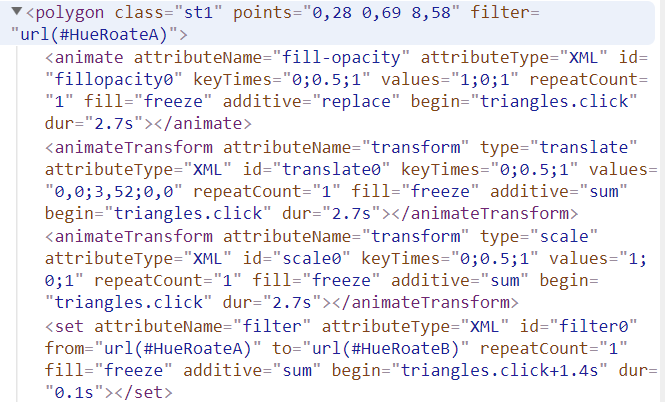 ▼<polygon class="st1" points="0,28 0,69 8,58" filter=
"url(#HueRoateA)">
<animate attributeName="fill-opacity" attributeType="XML" id=
"fillopacity0" keyTimes="0;0.5;1" values="1;0;1" repeatCount=
"1" fill="freeze" additive="replace" begin="triangles.click"
dur="2.7s"></animate>
<animateTransform attributeName="transform" type="translate"
attributeType="XML" id="translate0" keyTimes="0;0.5;1" values=
"0,0;3,52;0,0" repeatCount="1" fill="freeze" additive="sum"
begin="triangles.click" dur="2.7s"></animateTransform>
<animateTransform attributeName="transform" type="scale"
attributeType="XML" id="scale0" keyTimes="0;0.5;1" values="1;
0;1" repeatCount="1" fill="freeze" additive="sum" begin=
"triangles.click" dur="2.7s"></animateTransform>
<set attributeName="filter" attributeType="XML" id="filter0"
from="url(#HueRoateA)" to="url(#HueRoateB)" repeatCount="1"
fill="freeze" additive="sum" begin="triangles.click+1.4s" dur=
"0.1s"></set>